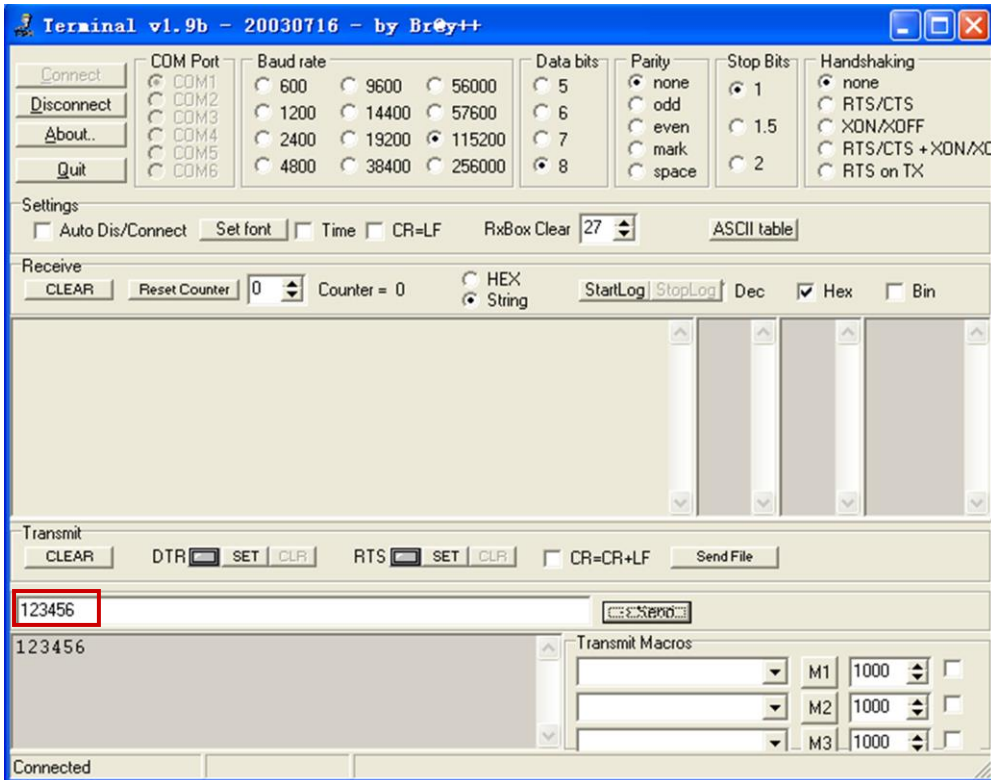 Terminal v1.9b - 20030716 - by Br@y++
Connect
Disconnect
About..
Quit
COM Port
COM1
COM2
COM3
COM4
COM5
COM6
Baud rate
600 9600 56000
1200 14400 57600
2400 19200 115200
4800 38400 256000
Data bits
5
6
7
8
Parity
none
odd
even
mark
space
Stop Bits
1
1.5
2
Handshaking
none
RTS/CTS
XON/XOFF
RTS/CTS + XON/XO
RTS on TX
Settings
Auto Dis/Connect Set font Time CR=LF RxBox Clear 27 ASCII table
Receive
CLEAR Reset Counter 0 Counter = 0
HEX
String
StartLog StopLog Dec Hex Bin
Transmit
CLEAR DTR SET CLR RTS SET CLR CR=CR+LF Send File
123456
123456
Transmit Macros
M1 1000
M2 1000
M3 1000
Connected